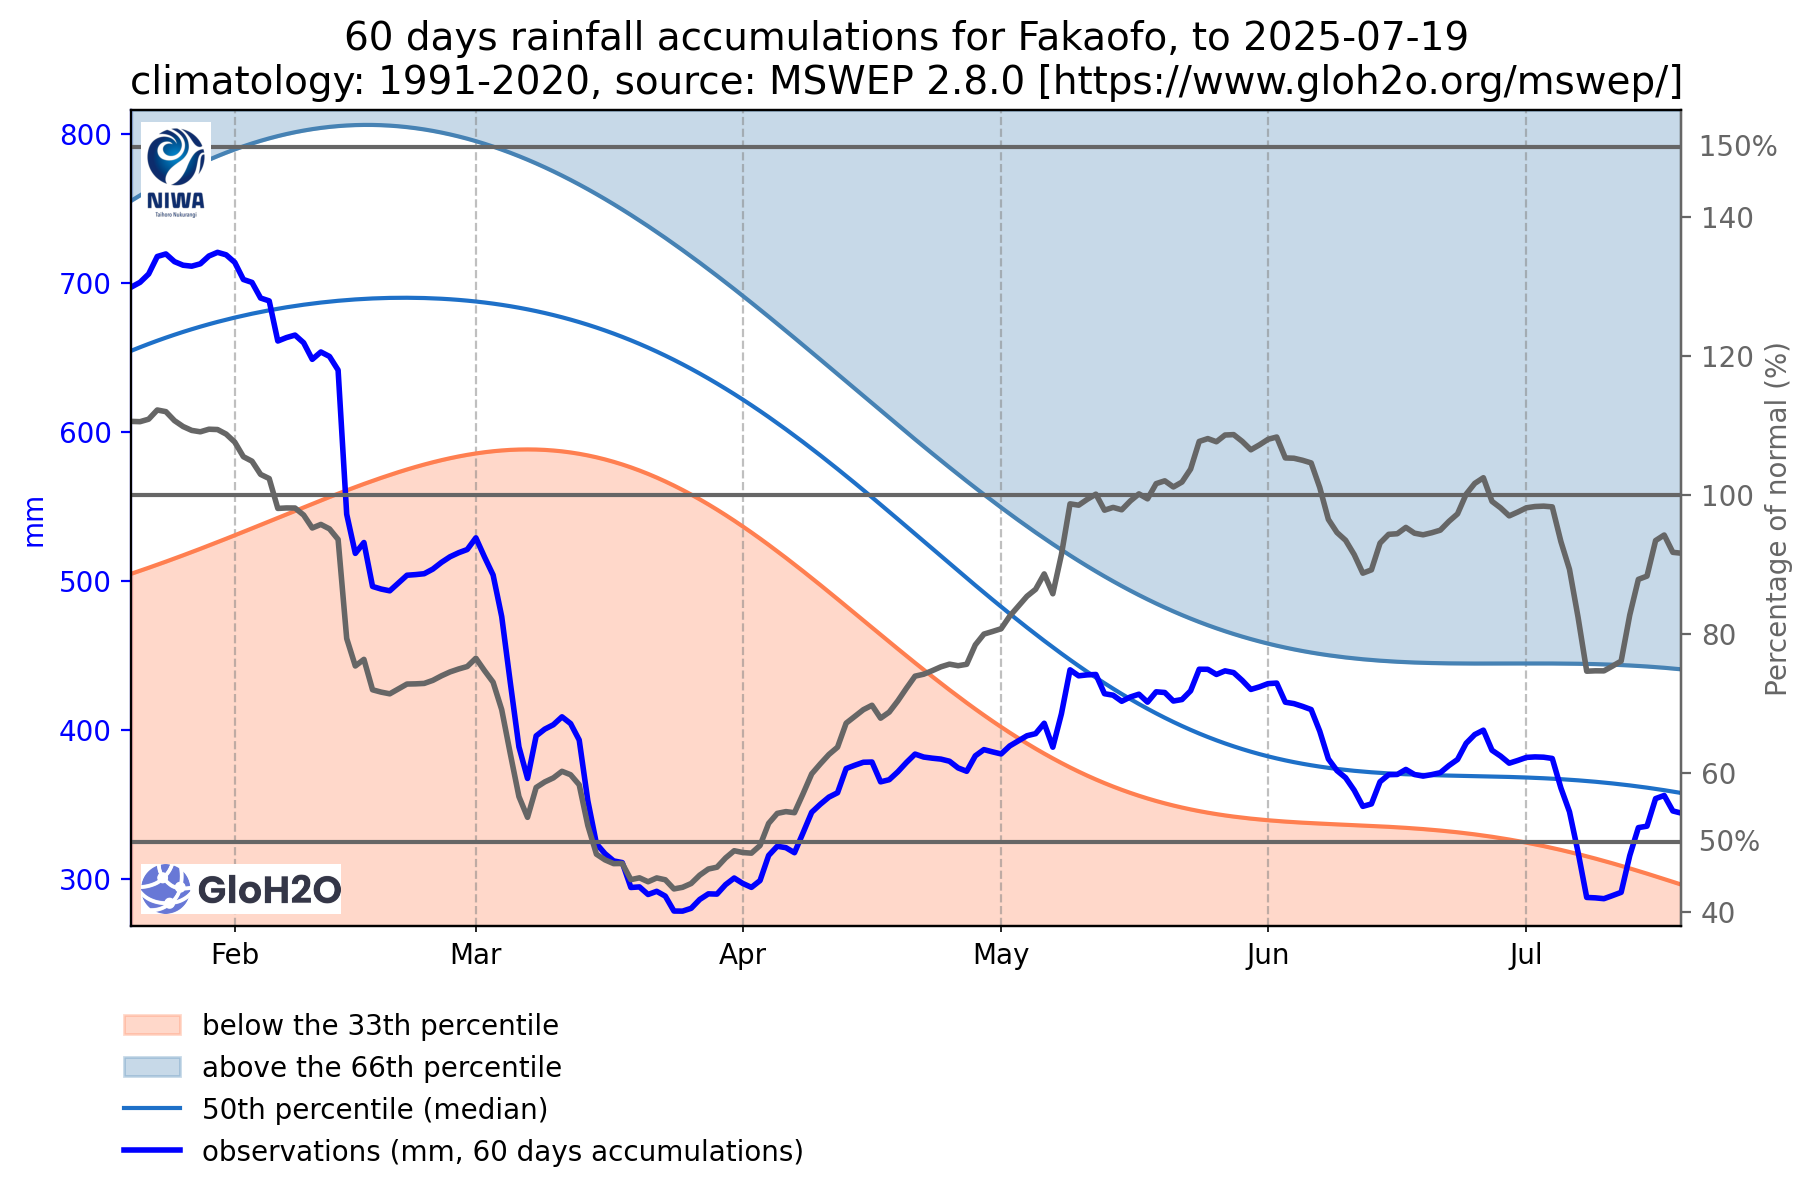 60 days rainfall accumulations for Fakaofo, to 2025-07-19
climatology: 1991-2020, source: MSWEP 2.8.0 [https://www.gloh2o.org/mswep/]
800
700
600
500
400
300
mm
NIWA
Taihoro Nukurangi
GloH2O
150%
140
120
100
80
60
50%
40
Percentage of normal (%)
Feb
Mar
Apr
May
Jun
Jul
below the 33th percentile
above the 66th percentile
50th percentile (median)
observations (mm, 60 days accumulations)